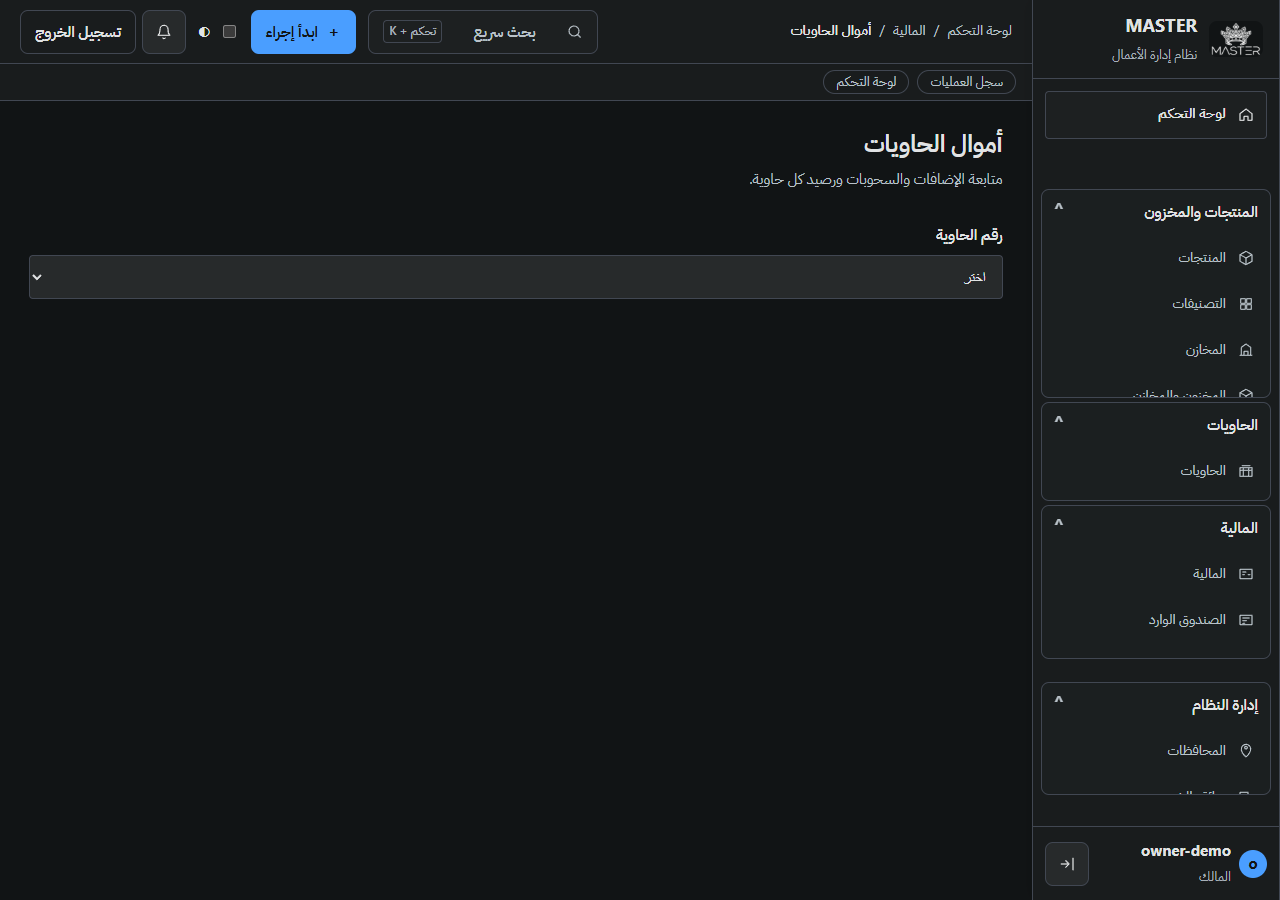 MASTER
MASTER
نظام إدارة الأعمال
لوحة التحكم / المالية / أموال الحاويات
بحث سريع
تحكم + K
+ ابدأ إجراء
تسجيل الخروج
سجل العمليات
لوحة التحكم
أموال الحاويات
متابعة الإضافات والسحوبات ورصيد كل حاوية.
رقم الحاوية
اختر
لوحة التحكم
المنتجات والمخزون
المنتجات
التصنيفات
المخازن
المخزون والمخازن
الحاويات
الحاويات
المالية
المالية
الصندوق الوارد
إدارة النظام
المحافظات
owner-demo
المالك
o